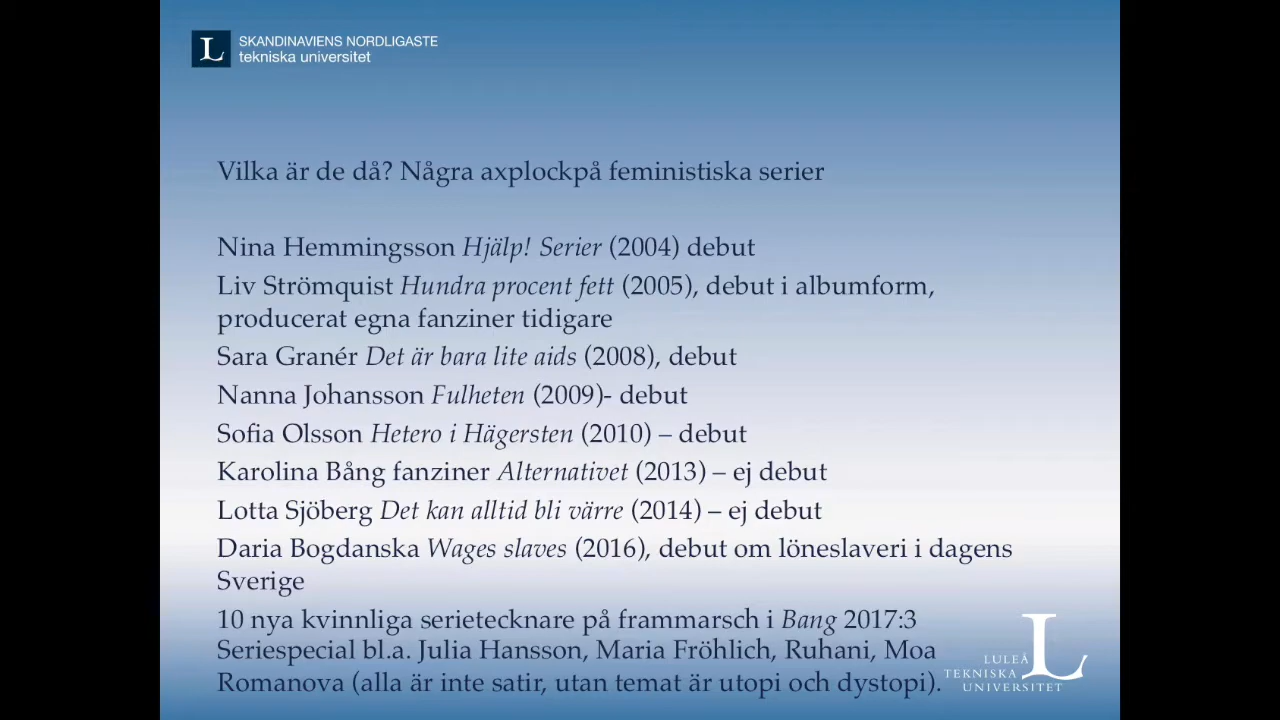 SKANDINAVIENS NORDLIGASTE
tekniska universitet
Vilka är de då? Några axplockpå feministiska serier
Nina Hemmingsson Hjälp! Serier (2004) debut
Liv Strömquist Hundra procent fett (2005), debut i albumform,
producerat egna fanziner tidigare
Sara Granér Det är bara lite aids (2008), debut
Nanna Johansson Fulheten (2009)- debut
Sofia Olsson Hetero i Hägersten (2010) – debut
Karolina Bång fanziner Alternativet (2013) – ej debut
Lotta Sjöberg Det kan alltid bli värre (2014) – ej debut
Daria Bogdanska Wages slaves (2016), debut om löneslaveri i dagens
Sverige
10 nya kvinnliga serietecknare på frammarsch i Bang 2017:3
Seriespecial bl.a. Julia Hansson, Maria Fröhlich, Ruhani, Moa
Romanova (alla är inte satir, utan temat är utopi och dystopi).
L
LULEÅ
TEKNISKA
UNIVERSITET